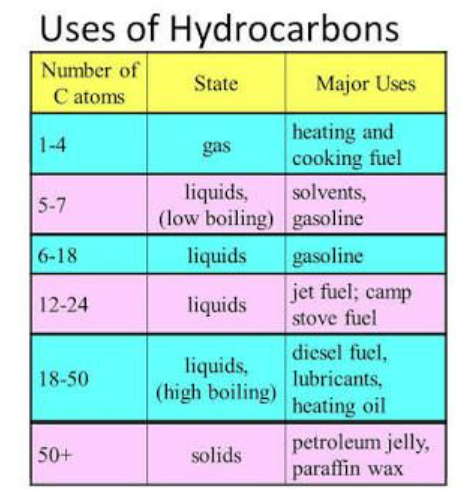 Uses of Hydrocarbons
Number of
C atoms
State
Major Uses
1-4
gas
heating and
cooking fuel
5-7
liquids,
(low boiling)
solvents,
gasoline
6-18
liquids
gasoline
12-24
liquids
jet fuel; camp
stove fuel
18-50
liquids,
(high boiling)
diesel fuel,
lubricants,
heating oil
50+
solids
petroleum jelly,
paraffin wax